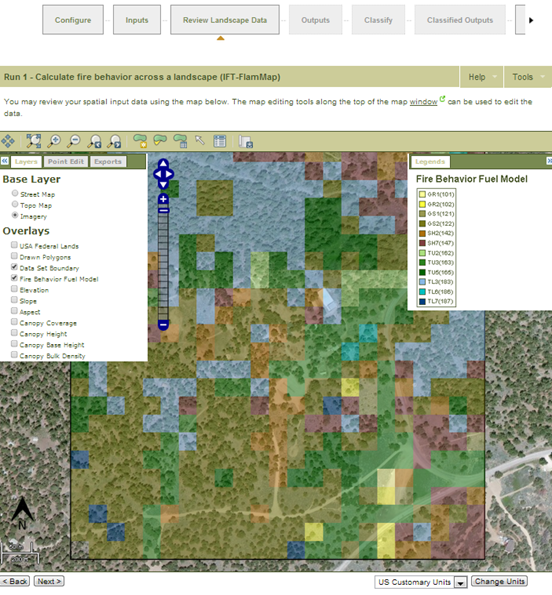 Configure
Inputs
Review Landscape Data
Outputs
Classify
Classified Outputs
Run 1 - Calculate fire behavior across a landscape (IFT-FlamMap)
Help
Tools
You may review your spatial input data using the map below. The map editing tools along the top of the map window can be used to edit the
data.
Layers
Point Edit
Exports
Legends
Base Layer
Street Map
Topo Map
Imagery
Overlays
USA Federal Lands
Drawn Polygons
Data Set Boundary
Fire Behavior Fuel Model
Elevation
Slope
Aspect
Canopy Coverage
Canopy Height
Canopy Base Height
Canopy Bulk Density
Fire Behavior Fuel Model
GR1(101)
GR2(102)
GS1(121)
GS2(122)
SH2(142)
SH7(147)
TU2(162)
TU3(163)
TU5(165)
TL3(183)
TL6(186)
TL7(187)
N
< Back
Next >
US Customary Units
Change Units